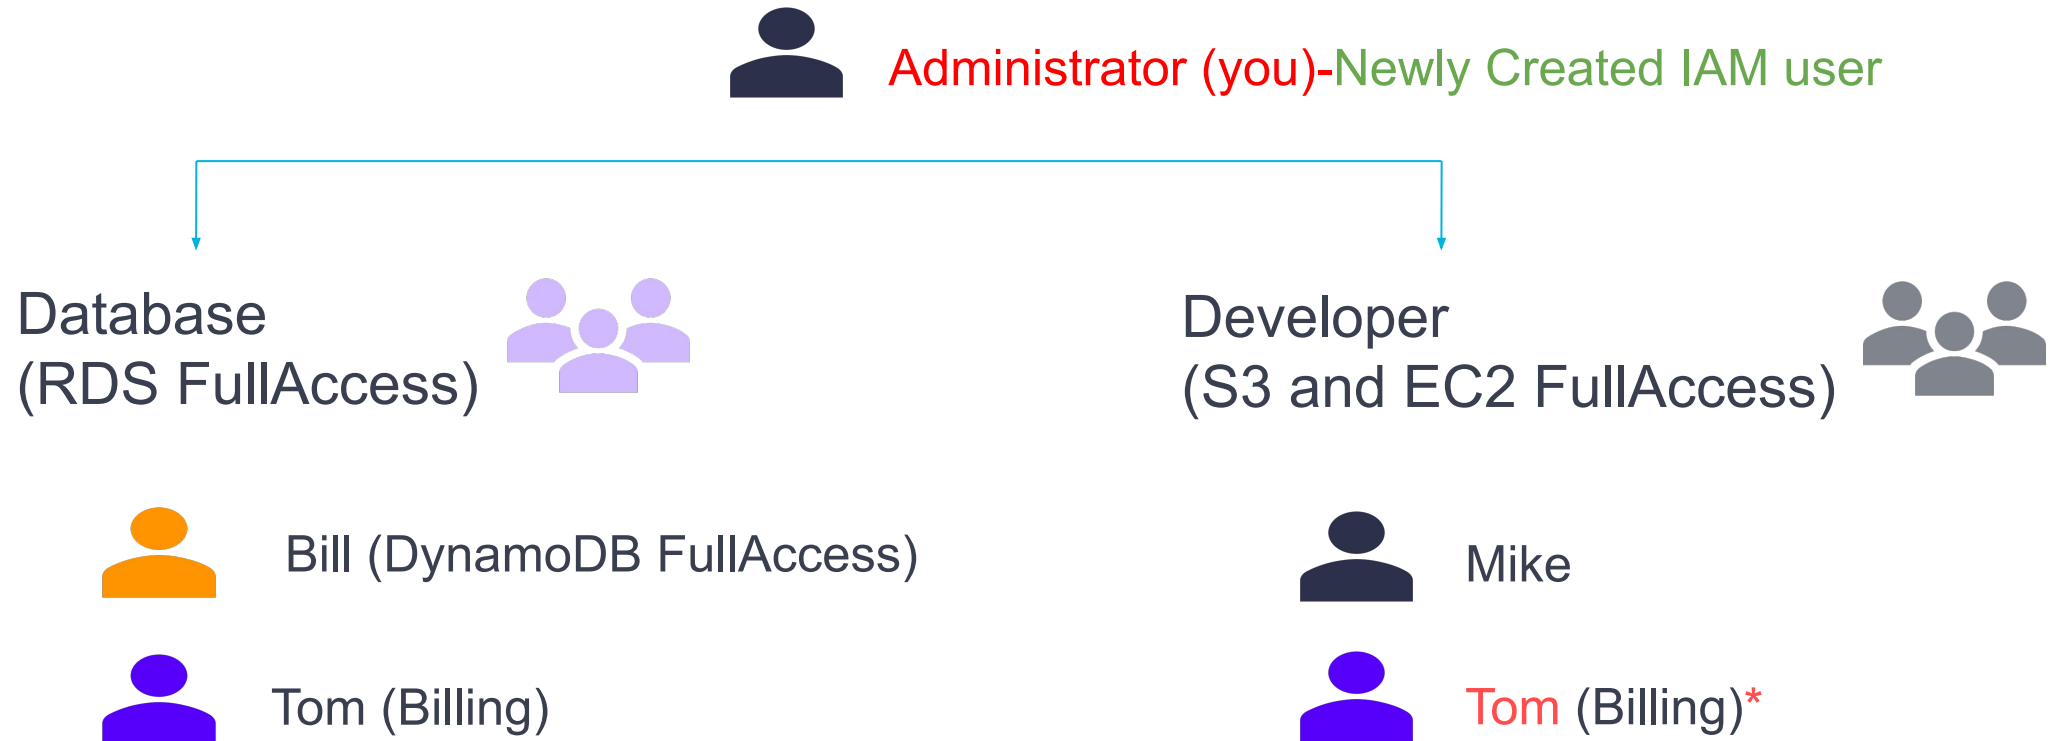 Administrator (you)-Newly Created IAM user
Database
(RDS FullAccess)
Developer
(S3 and EC2 FullAccess)
Bill (DynamoDB FullAccess)
Mike
Tom (Billing)
Tom (Billing)*